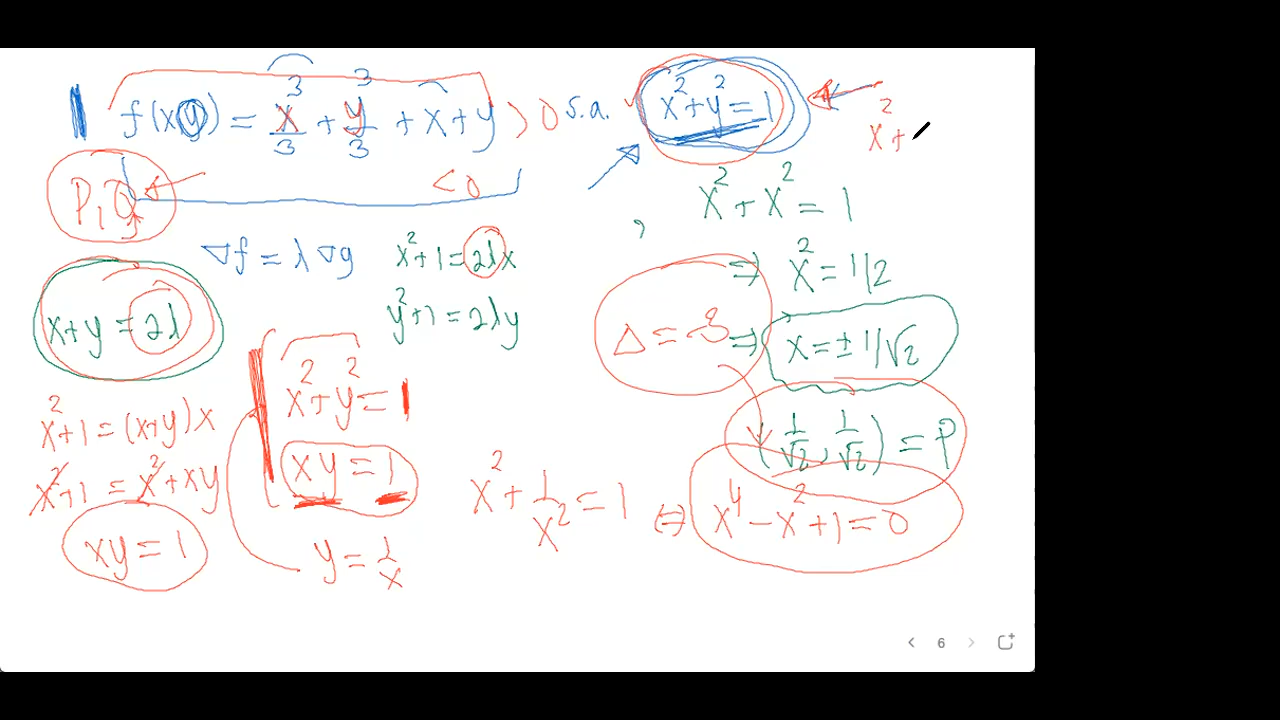 f(xy) = x³/3 + y³/3 + x + y > 0 s.a. x² + y² = 1
x² +
P, Q
< 0
x² + x² = 1
∇f = λ∇g
x² + 1 = 2λx
,
⇒ x² = 1/2
x + y = 2λ
y² + 1 = 2λy
Δ = -3
⇒ x = ± 1/√2
x² + y² = 1
x² + 1 = (x+y)x
(1/√2, 1/√2) = P
x² + 1 = x² + xy
xy = 1
x² + 1/x² = 1 ⇔ x⁴ - x² + 1 = 0
xy = 1
y = 1/x
< 6 >